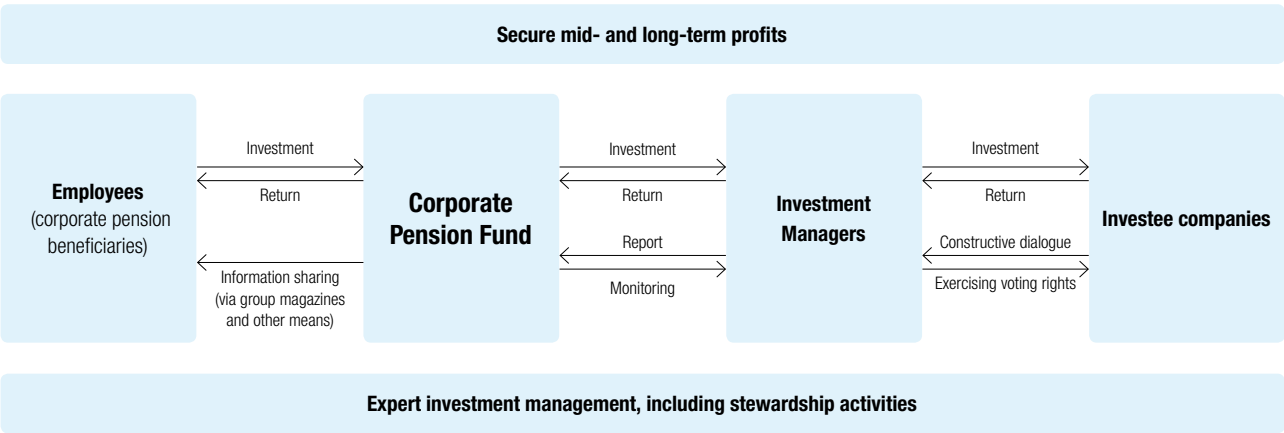 Secure mid- and long-term profits
Employees
(corporate pension
beneficiaries)
Investment
Return
Information sharing
(via group magazines
and other means)
Corporate
Pension Fund
Investment
Return
Report
Monitoring
Investment
Managers
Investment
Return
Constructive dialogue
Exercising voting rights
Investee companies
Expert investment management, including stewardship activities